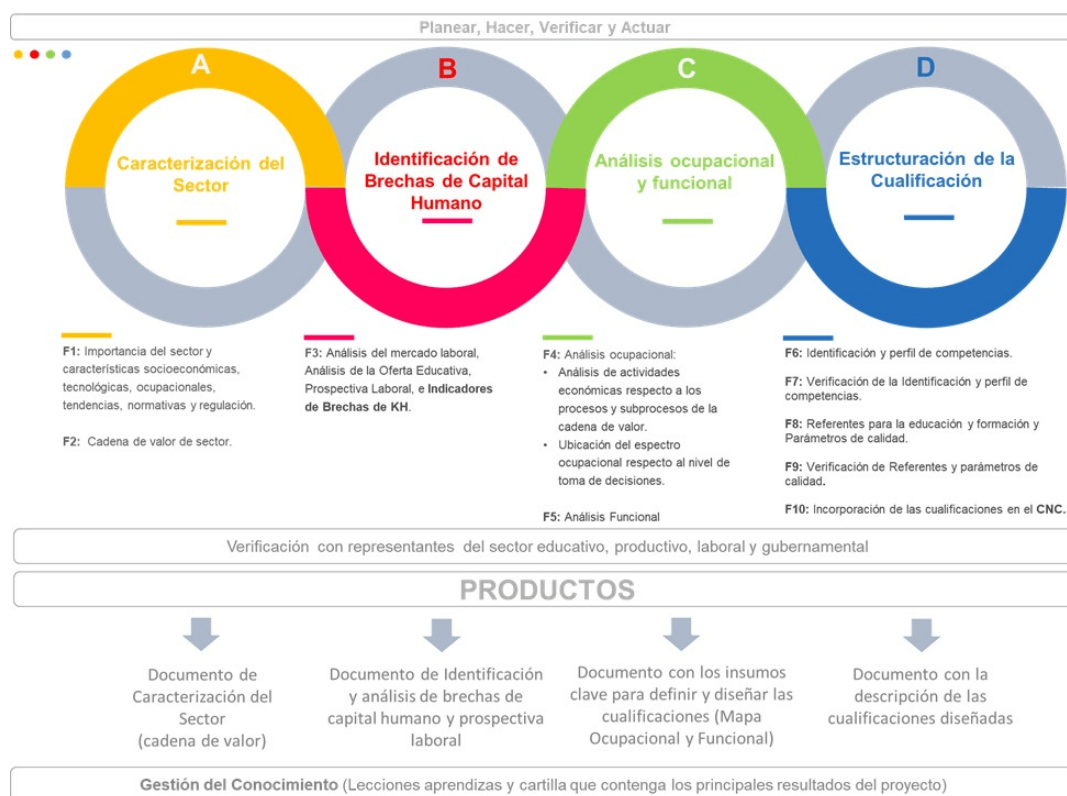 Planear, Hacer, Verificar y Actuar
A
Caracterización del
Sector
B
Identificación de
Brechas de Capital
Humano
C
Análisis ocupacional
y funcional
D
Estructuración de la
Cualificación
F1: Importancia del sector y
características socioeconómicas,
tecnológicas, ocupacionales,
tendencias, normativas y regulación.
F2: Cadena de valor de sector.
F3: Análisis del mercado laboral,
Análisis de la Oferta Educativa,
Prospectiva Laboral, e Indicadores
de Brechas de KH.
F4: Análisis ocupacional:
• Análisis de actividades
económicas respecto a los
procesos y subprocesos de la
cadena de valor.
• Ubicación del espectro
ocupacional respecto al nivel de
toma de decisiones.
F5: Análisis Funcional
F6: Identificación y perfil de competencias.
F7: Verificación de la Identificación y perfil de
competencias.
F8: Referentes para la educación y formación y
Parámetros de calidad.
F9: Verificación de Referentes y parámetros de
calidad.
F10: Incorporación de las cualificaciones en el CNC.
Verificación con representantes del sector educativo, productivo, laboral y gubernamental
PRODUCTOS
Documento de
Caracterización del
Sector
(cadena de valor)
Documento de Identificación
y análisis de brechas de
capital humano y prospectiva
laboral
Documento con los insumos
clave para definir y diseñar las
cualificaciones (Mapa
Ocupacional y Funcional)
Documento con la
descripción de las
cualificaciones diseñadas
Gestión del Conocimiento (Lecciones aprendizas y cartilla que contenga los principales resultados del proyecto)